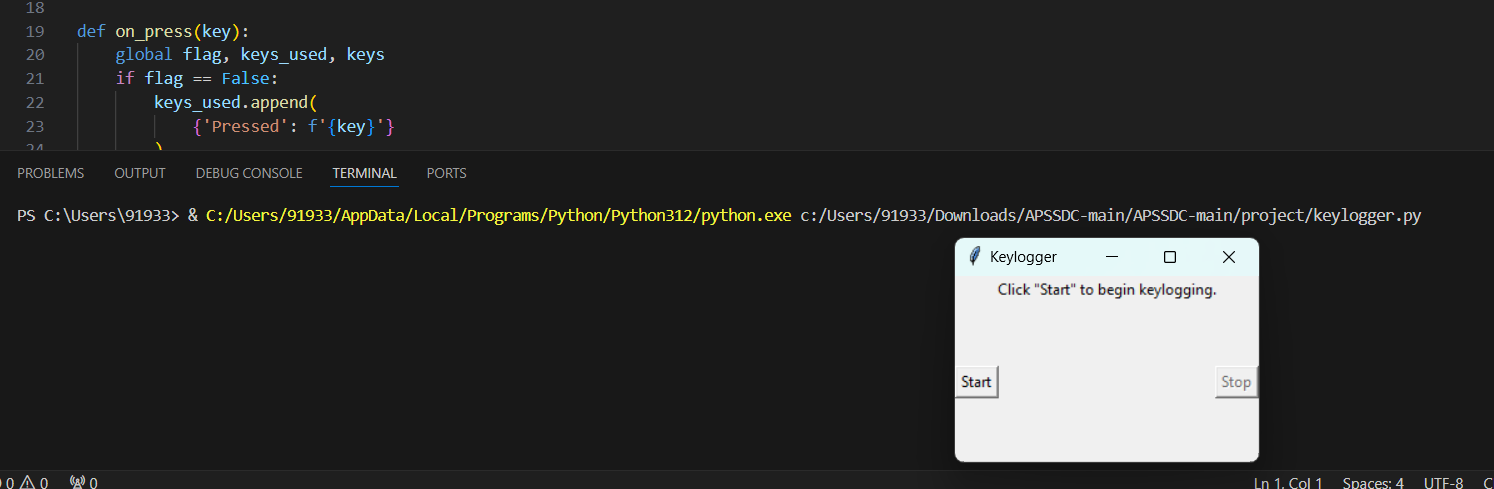 18
19 def on_press(key):
20 global flag, keys_used, keys
21 if flag == False:
22 keys_used.append(
23 {'Pressed': f'{key}'}
24 )
PROBLEMS OUTPUT DEBUG CONSOLE TERMINAL PORTS
PS C:\Users\91933> & C:/Users/91933/AppData/Local/Programs/Python/Python312/python.exe c:/Users/91933/Downloads/APSSDC-main/APSSDC-main/project/keylogger.py
Keylogger
Click "Start" to begin keylogging.
Start Stop
0 0 0 Ln 1, Col 1 Spaces: 4 UTF-8 C